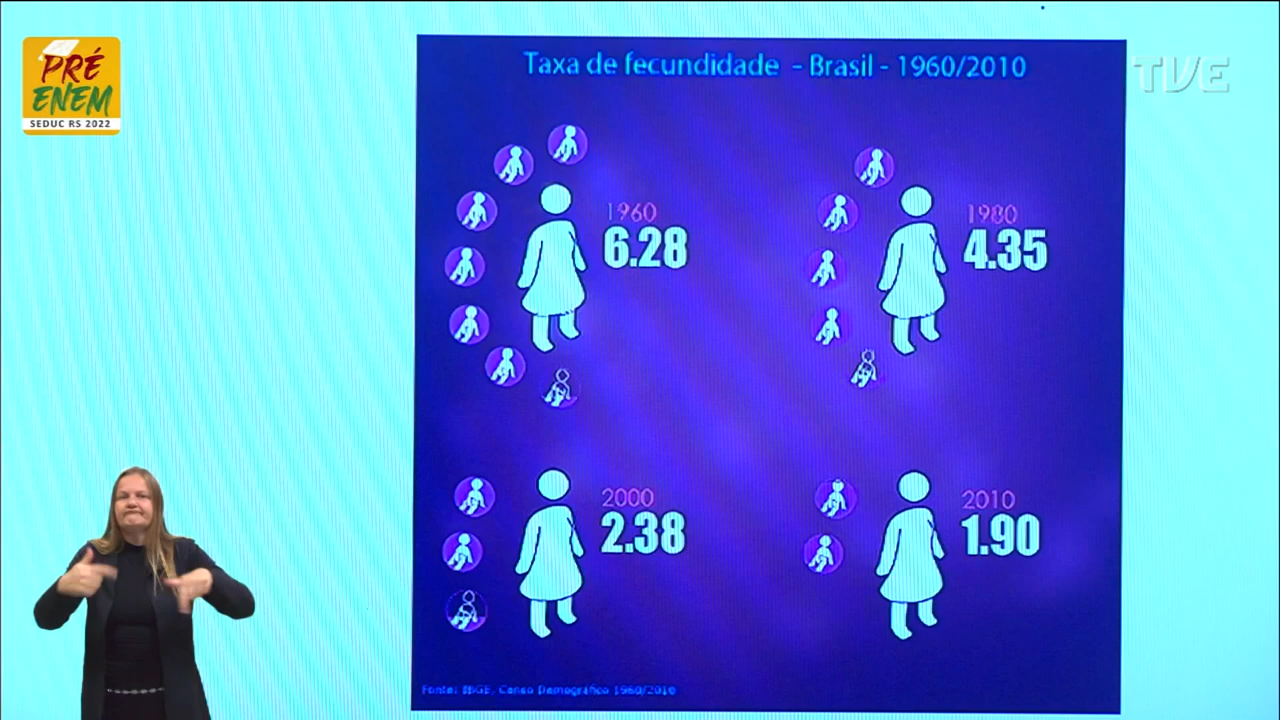 PRÉ
ENEM
SEDUC RS 2022
Taxa de fecundidade - Brasil - 1960/2010
TVE
1960
6.28
1980
4.35
2000
2.38
2010
1.90
Fonte: IBGE, Censo Demográfico 1960/2010